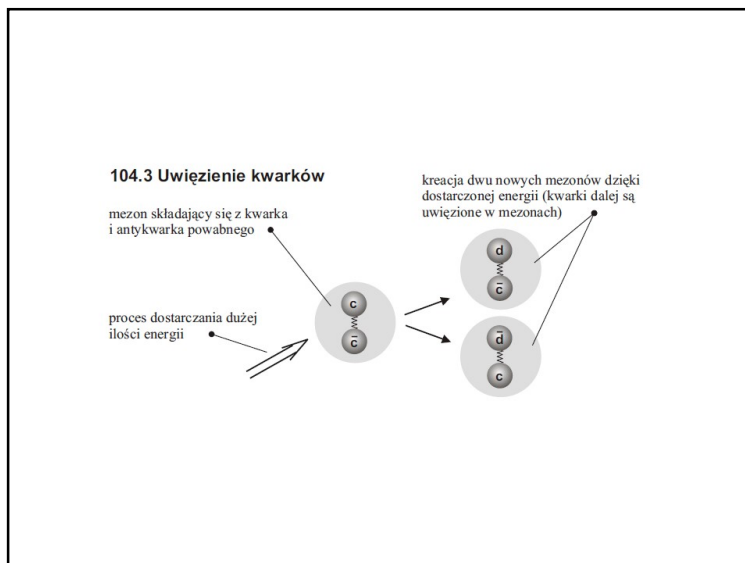 104.3 Uwięzienie kwarków
mezon składający się z kwarka
i antykwarka powabnego
proces dostarczania dużej
ilości energii
c
c̄
kreacja dwu nowych mezonów dzięki
dostarczonej energii (kwarki dalej są
uwięzione w mezonach)
d
c̄
d̄
c